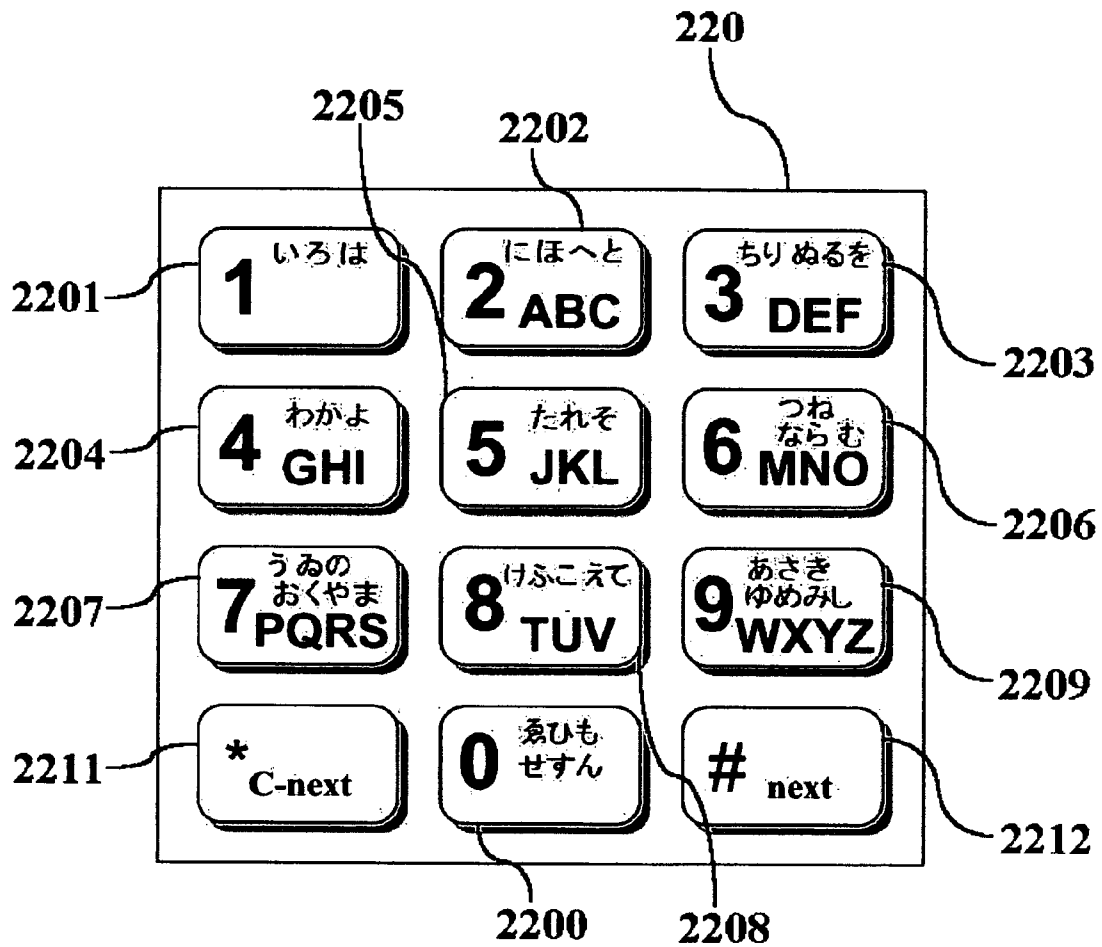 220
2205
2202
2201
1 いろは
2 にほへと
ABC
3 ちりぬるを
DEF
2203
2204
4 わかよ
GHI
5 たれそ
JKL
6 つね
ならむ
MNO
2206
2207
7 うゐの
おくやま
PQRS
8 けふこえて
TUV
9 あさき
ゆめみし
WXYZ
2209
2211
* C-next
0 ゑひも
せすん
# next
2212
2200
2208